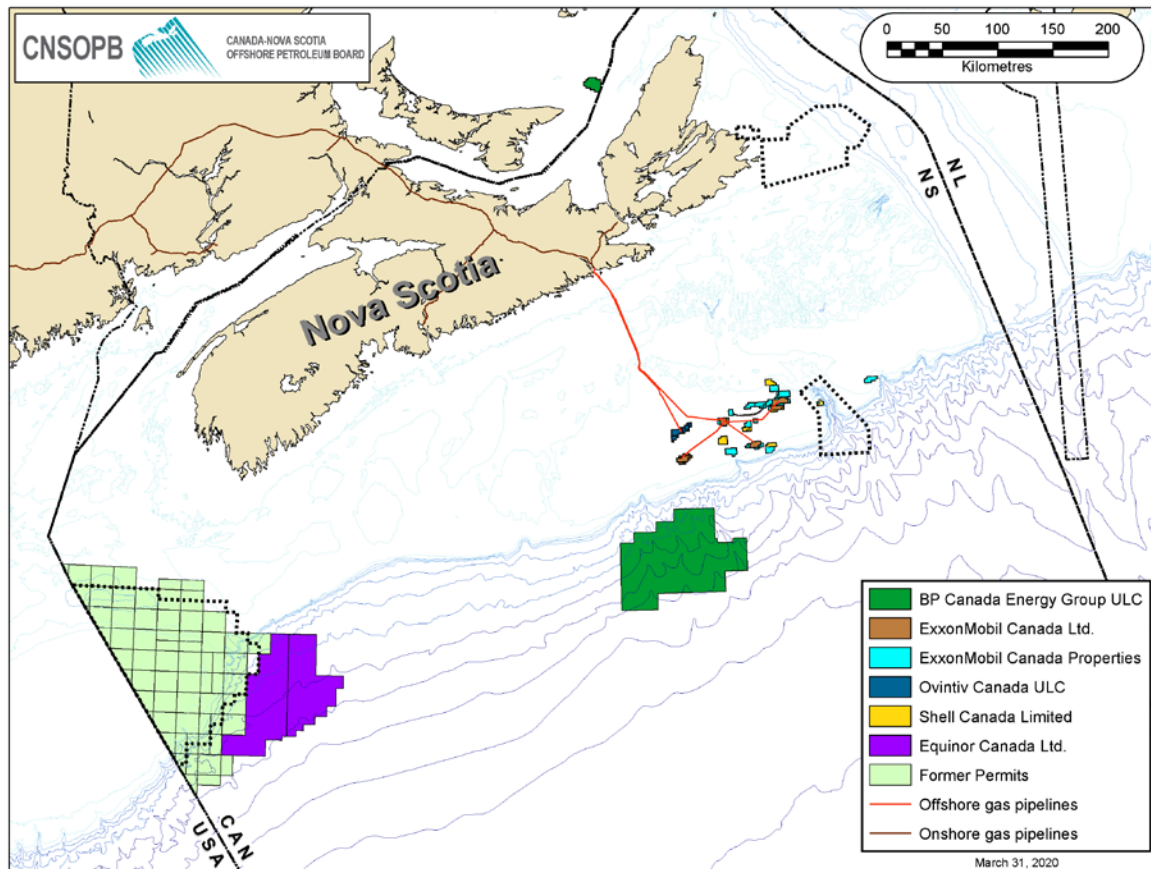 CNSOPB
CANADA-NOVA SCOTIA
OFFSHORE PETROLEUM BOARD
0 50 100 150 200
Kilometres
NL
NS
Nova Scotia
BP Canada Energy Group ULC
ExxonMobil Canada Ltd.
ExxonMobil Canada Properties
Ovintiv Canada ULC
Shell Canada Limited
Equinor Canada Ltd.
Former Permits
Offshore gas pipelines
Onshore gas pipelines
CAN
USA
March 31, 2020